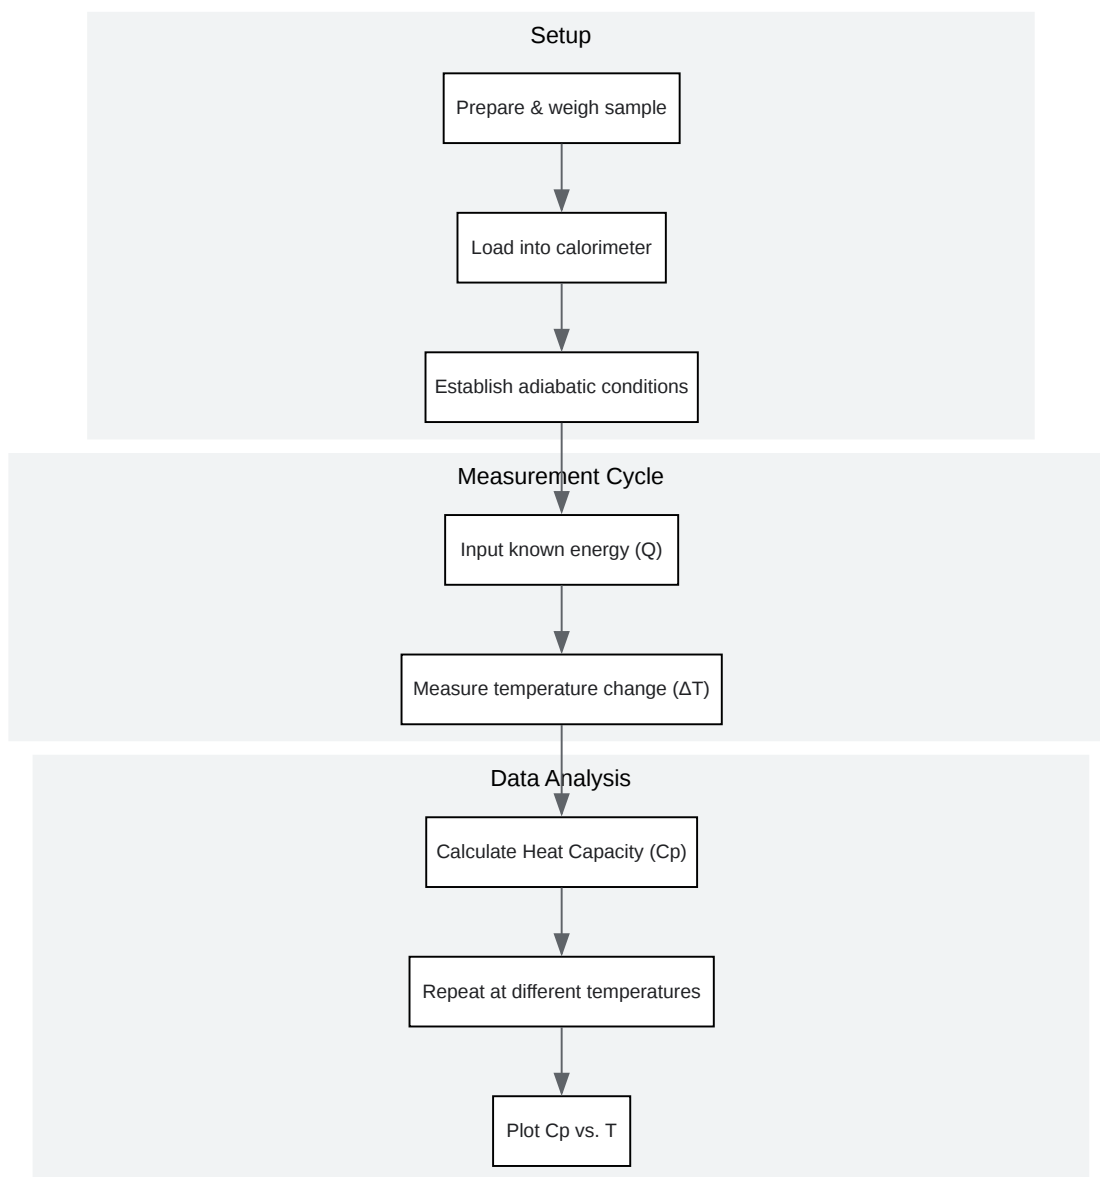 Setup
Prepare & weigh sample
Load into calorimeter
Establish adiabatic conditions
Measurement Cycle
Input known energy (Q)
Measure temperature change (ΔT)
Data Analysis
Calculate Heat Capacity (Cp)
Repeat at different temperatures
Plot Cp vs. T